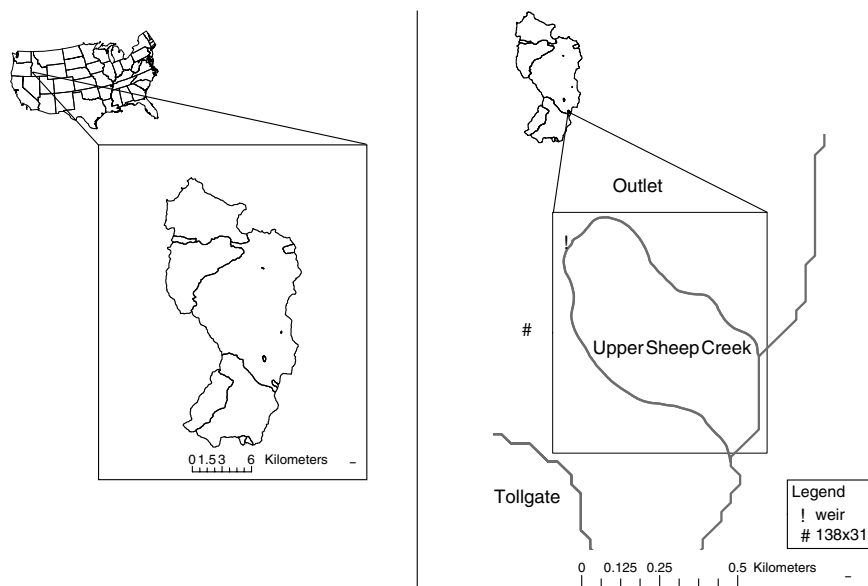 0 1.5 3 6 Kilometers
Outlet
!
#
Upper Sheep Creek
Tollgate
Legend
! weir
# 138x31
0 0.125 0.25 0.5 Kilometers